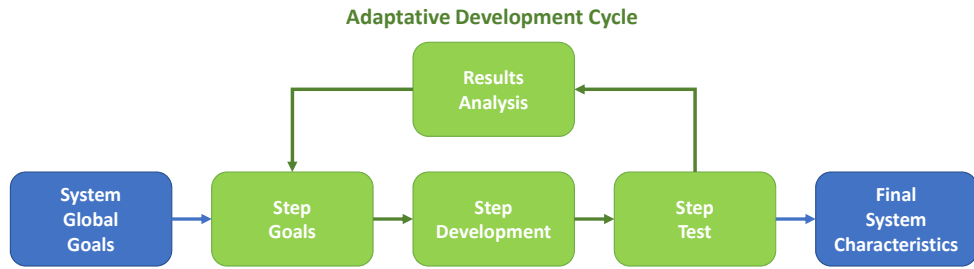 Adaptative Development Cycle
Results
Analysis
System
Global
Goals
Step
Goals
Step
Development
Step
Test
Final
System
Characteristics